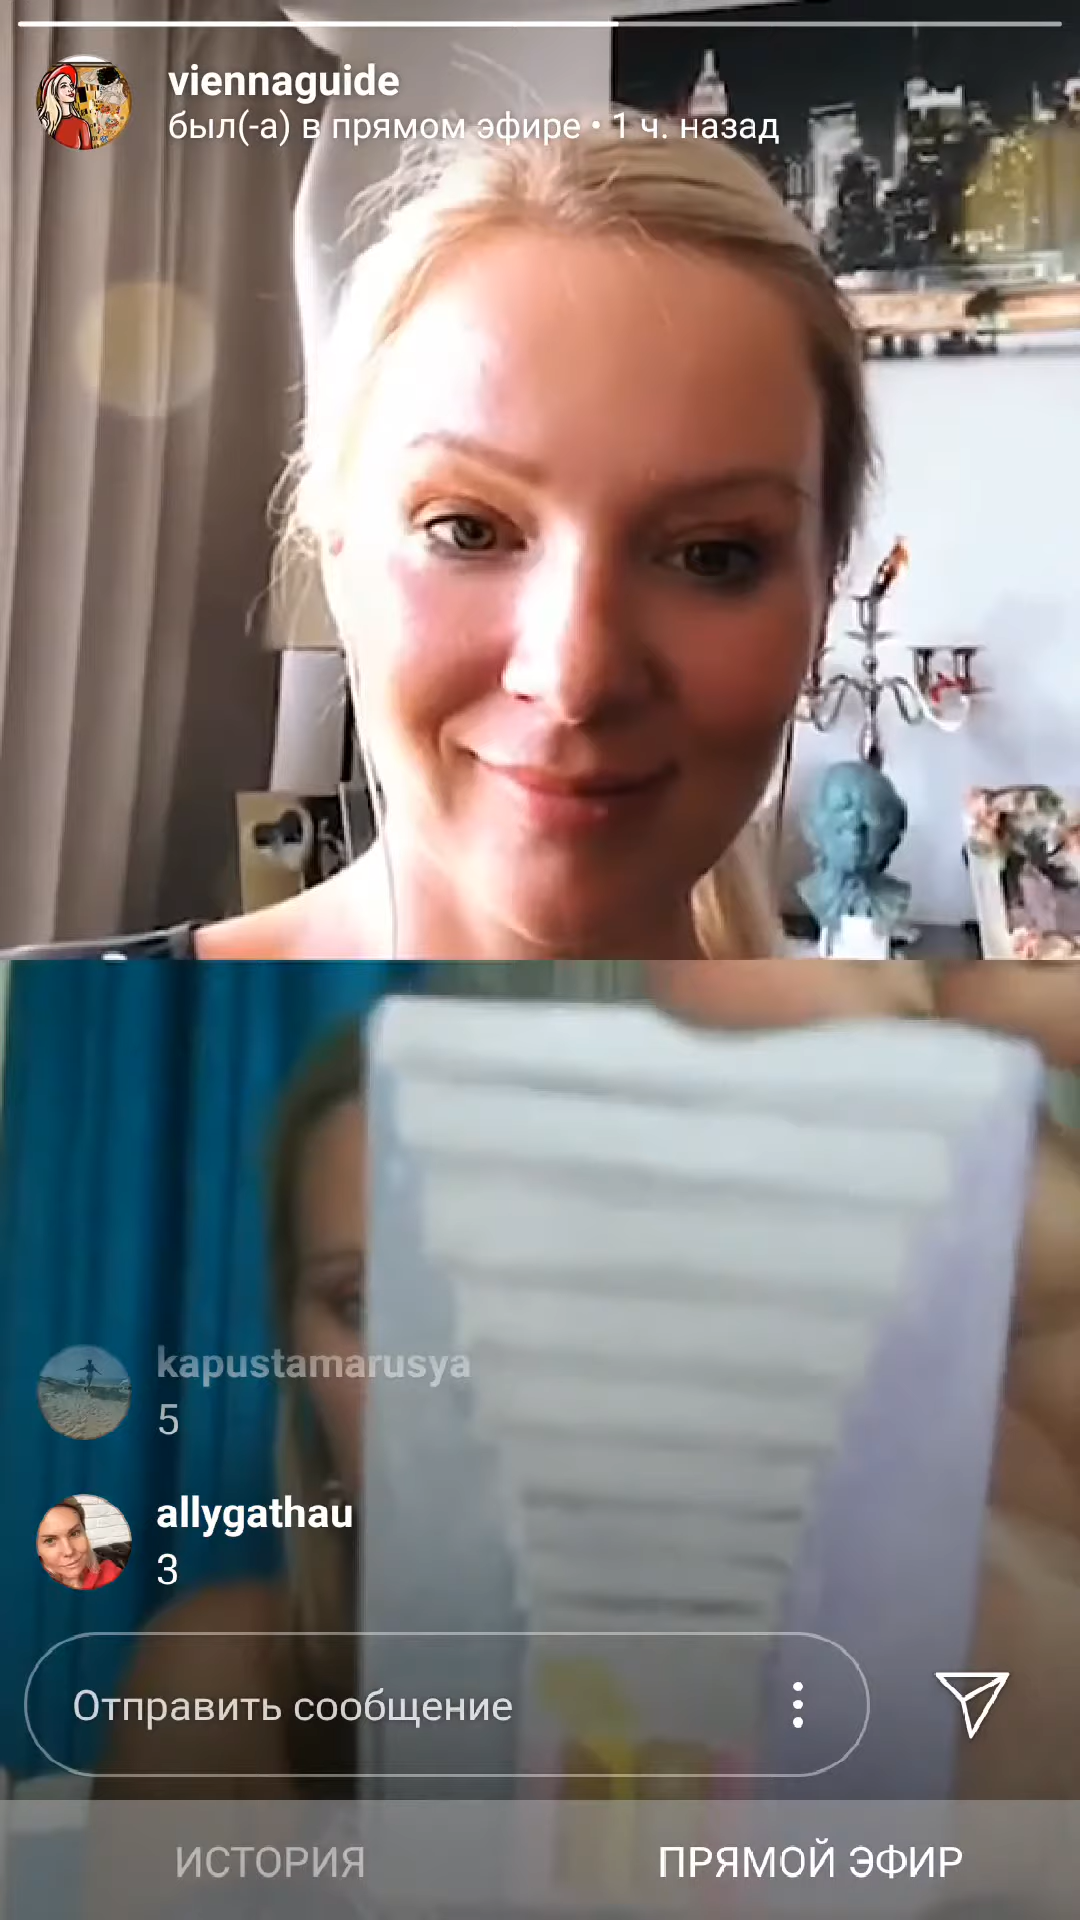 viennaguide
был(-а) в прямом эфире • 1 ч. назад
kapustamarusya
5
allygathau
3
Отправить сообщение
ИСТОРИЯ
ПРЯМОЙ ЭФИР